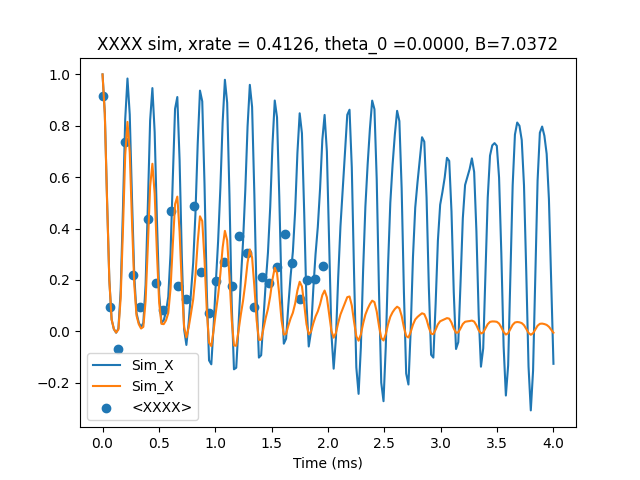 XXXX sim, xrate = 0.4126, theta_0 =0.0000, B=7.0372
1.0
0.8
0.6
0.4
0.2
0.0
−0.2
Sim_X
Sim_X
<XXXX>
0.0 0.5 1.0 1.5 2.0 2.5 3.0 3.5 4.0
Time (ms)